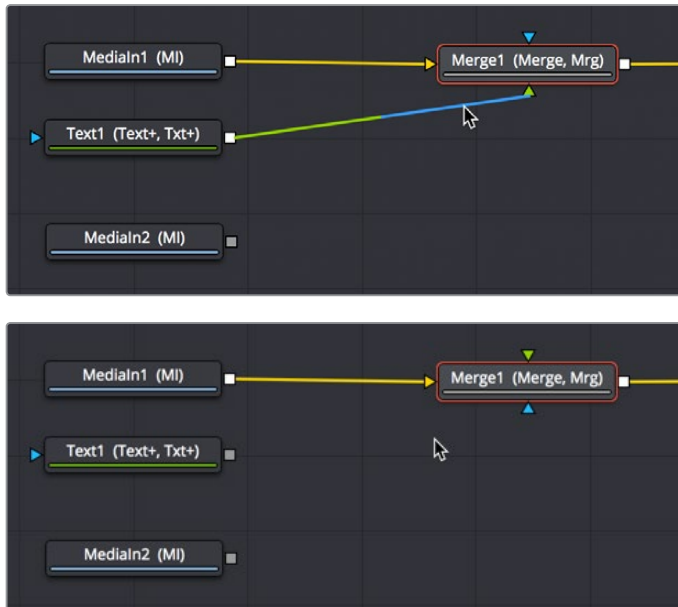 MediaIn1 (MI)
Merge1 (Merge, Mrg)
Text1 (Text+, Txt+)
MediaIn2 (MI)
MediaIn1 (MI)
Merge1 (Merge, Mrg)
Text1 (Text+, Txt+)
MediaIn2 (MI)